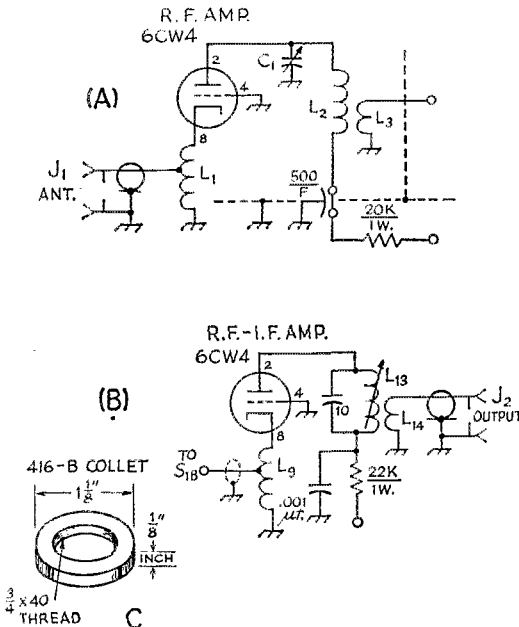 R.F. AMP.
6CW4
2
C1
4
(A)
L2
L3
8
J1
L1
ANT.
500
F
20K
1W.
R.F.-I.F. AMP.
6CW4
2
L13
(B)
4
10
J2
L14
OUTPUT
8
416-B COLLET
TO
S1B
L9
1 1/8"
.001
μf.
22K
1W.
1/8"
INCH
3/4 x 40
THREAD
C